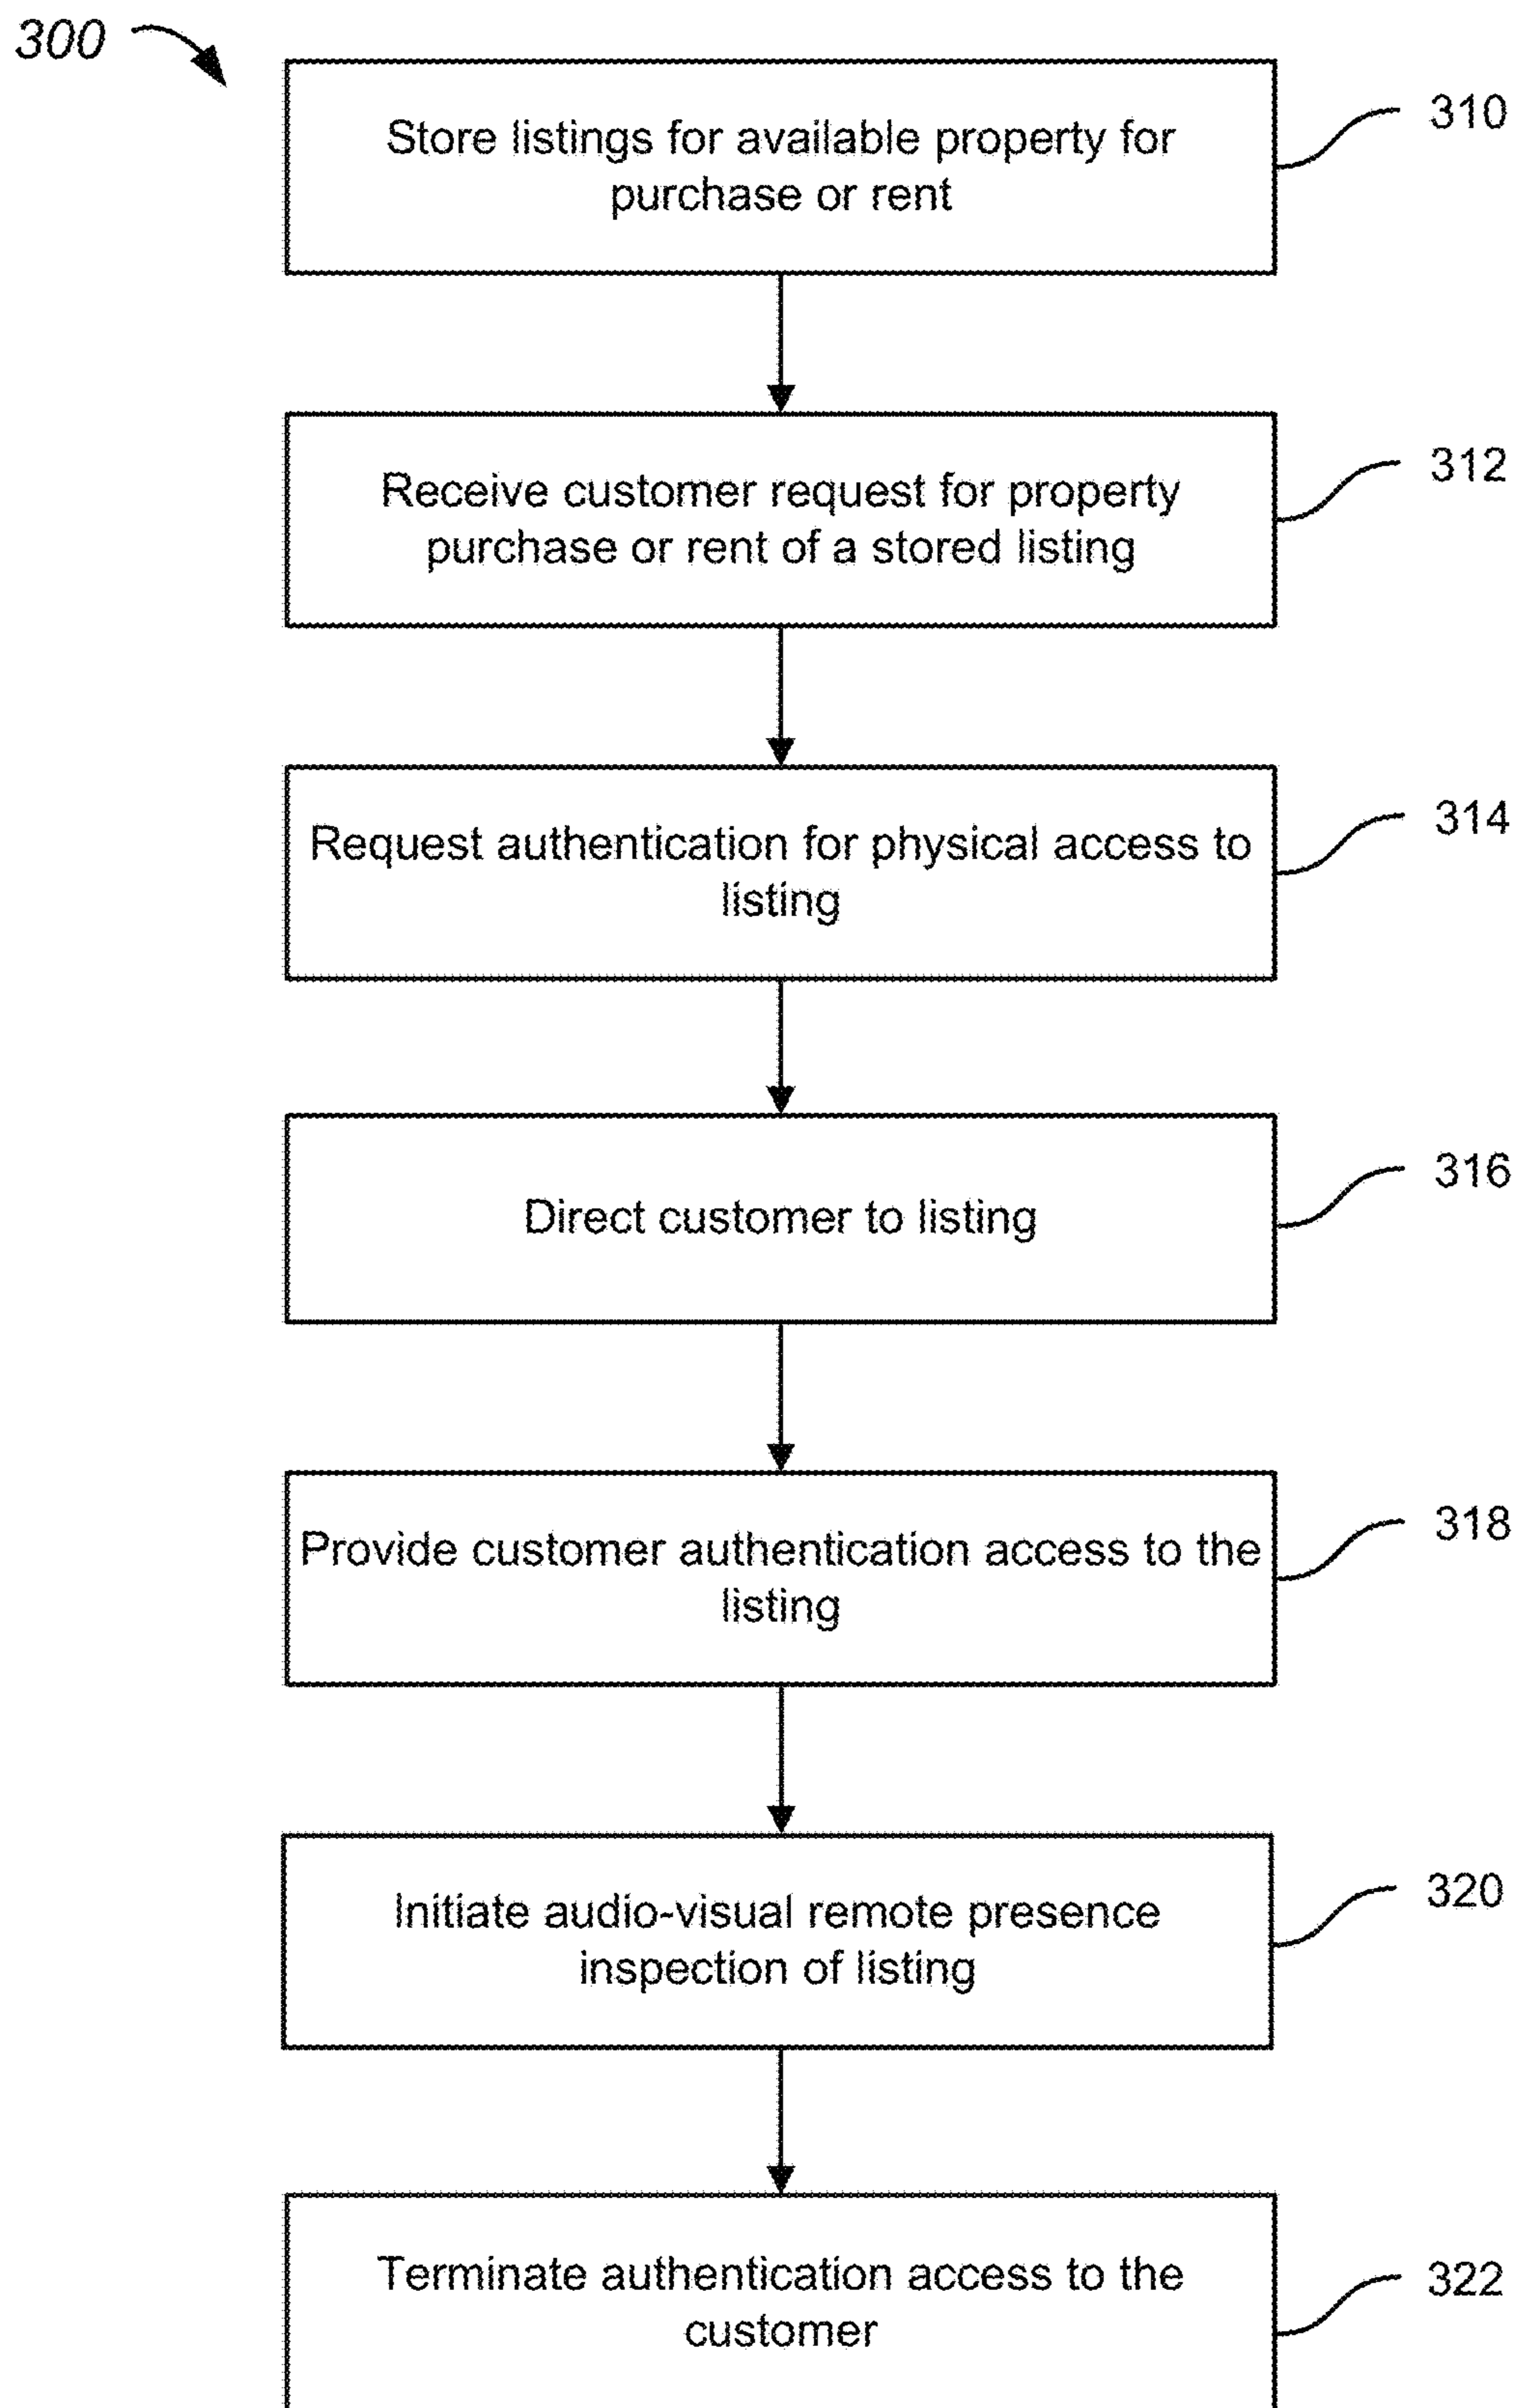 300
Store listings for available property for
purchase or rent
310
Receive customer request for property
purchase or rent of a stored listing
312
Request authentication for physical access to
listing
314
Direct customer to listing
316
Provide customer authentication access to the
listing
318
Initiate audio-visual remote presence
inspection of listing
320
Terminate authentication access to the
customer
322